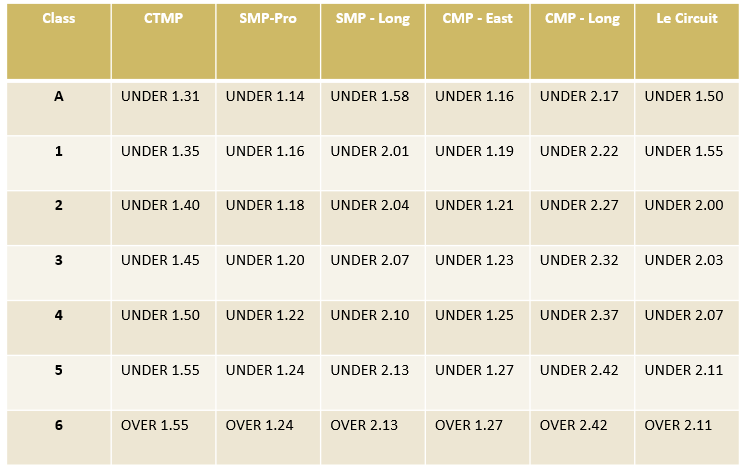 Class CTMP SMP-Pro SMP - Long CMP - East CMP - Long Le Circuit
A UNDER 1.31 UNDER 1.14 UNDER 1.58 UNDER 1.16 UNDER 2.17 UNDER 1.50
1 UNDER 1.35 UNDER 1.16 UNDER 2.01 UNDER 1.19 UNDER 2.22 UNDER 1.55
2 UNDER 1.40 UNDER 1.18 UNDER 2.04 UNDER 1.21 UNDER 2.27 UNDER 2.00
3 UNDER 1.45 UNDER 1.20 UNDER 2.07 UNDER 1.23 UNDER 2.32 UNDER 2.03
4 UNDER 1.50 UNDER 1.22 UNDER 2.10 UNDER 1.25 UNDER 2.37 UNDER 2.07
5 UNDER 1.55 UNDER 1.24 UNDER 2.13 UNDER 1.27 UNDER 2.42 UNDER 2.11
6 OVER 1.55 OVER 1.24 OVER 2.13 OVER 1.27 OVER 2.42 OVER 2.11